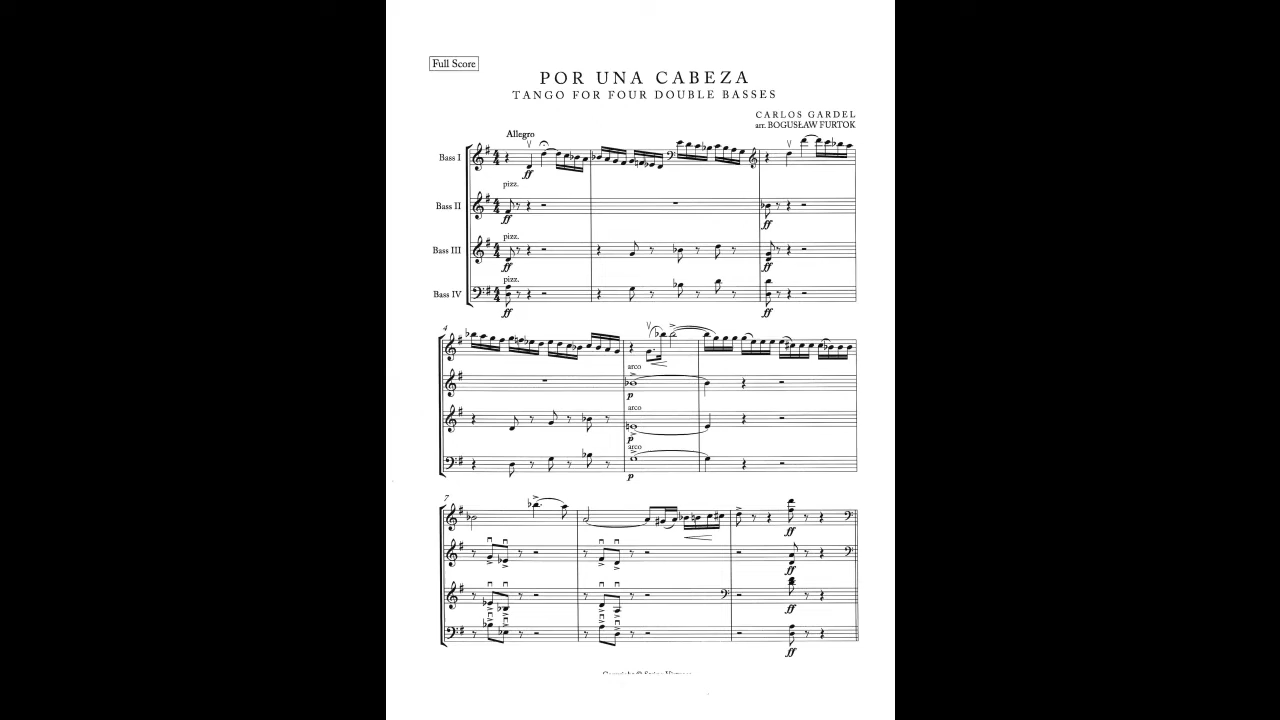 Full Score
POR UNA CABEZA
TANGO FOR FOUR DOUBLE BASSES
CARLOS GARDEL
arr. BOGUSŁAW FURTOK
Allegro
Bass I
ff
pizz.
Bass II
ff
ff
pizz.
Bass III
ff
ff
pizz.
Bass IV
ff
ff
4
arco
p
arco
p
arco
p
7
ff
ff
ff
ff
Copyright ©